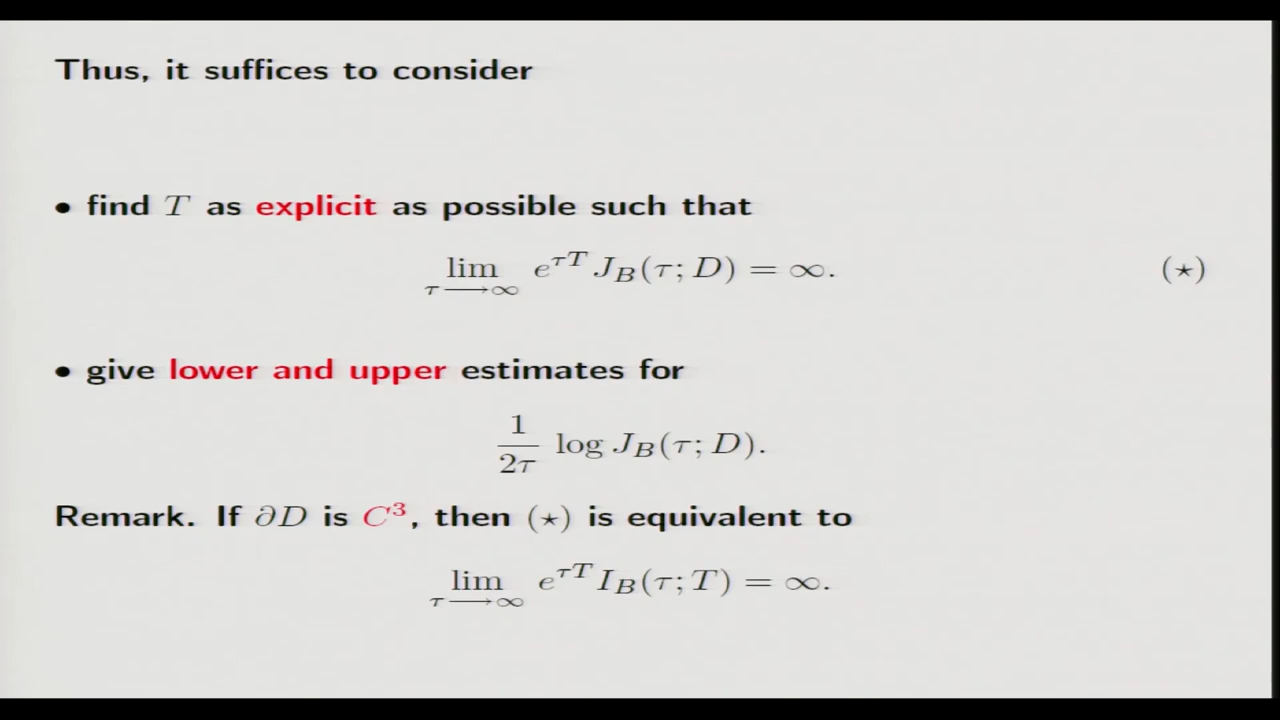 Thus, it suffices to consider
• find T as explicit as possible such that
lim_{τ⟶∞} e^{τT} J_B(τ; D) = ∞. (⋆)
• give lower and upper estimates for
\frac{1}{2τ} log J_B(τ; D).
Remark. If ∂D is C^3, then (⋆) is equivalent to
lim_{τ⟶∞} e^{τT} I_B(τ; T) = ∞.